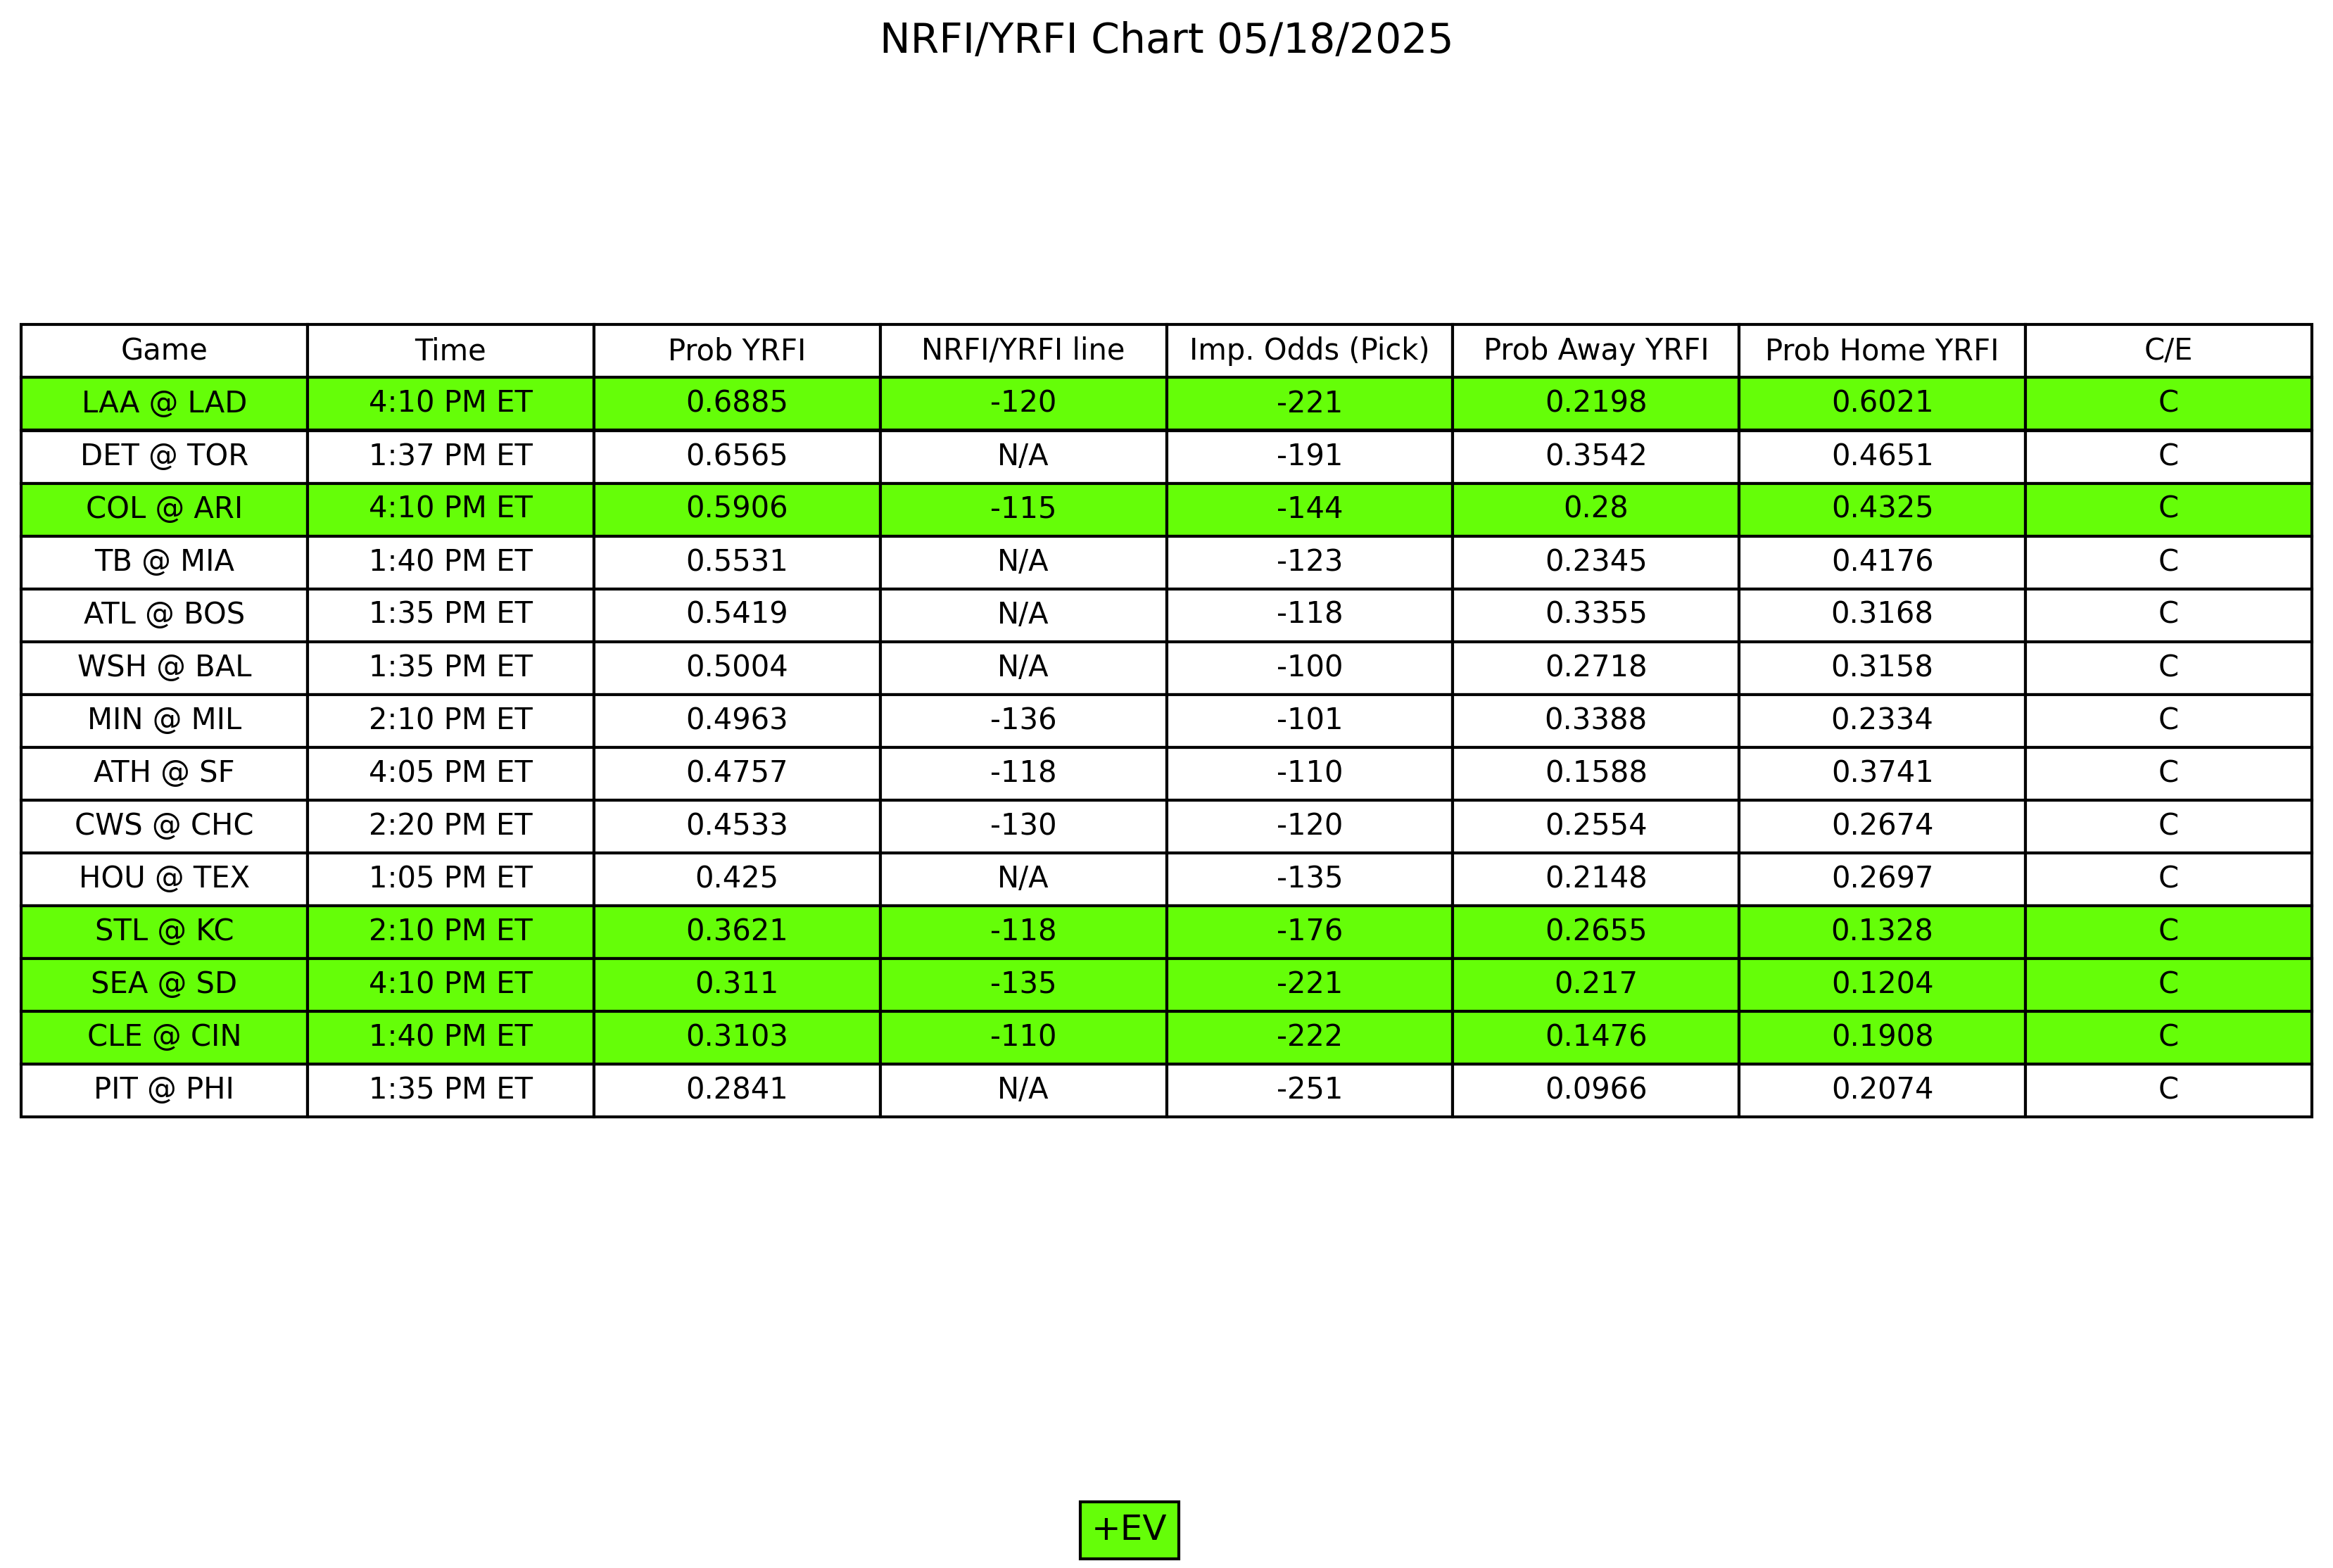 NRFI/YRFI Chart 05/18/2025
Game Time Prob YRFI NRFI/YRFI line Imp. Odds (Pick) Prob Away YRFI Prob Home YRFI C/E
LAA @ LAD 4:10 PM ET 0.6885 -120 -221 0.2198 0.6021 C
DET @ TOR 1:37 PM ET 0.6565 N/A -191 0.3542 0.4651 C
COL @ ARI 4:10 PM ET 0.5906 -115 -144 0.28 0.4325 C
TB @ MIA 1:40 PM ET 0.5531 N/A -123 0.2345 0.4176 C
ATL @ BOS 1:35 PM ET 0.5419 N/A -118 0.3355 0.3168 C
WSH @ BAL 1:35 PM ET 0.5004 N/A -100 0.2718 0.3158 C
MIN @ MIL 2:10 PM ET 0.4963 -136 -101 0.3388 0.2334 C
ATH @ SF 4:05 PM ET 0.4757 -118 -110 0.1588 0.3741 C
CWS @ CHC 2:20 PM ET 0.4533 -130 -120 0.2554 0.2674 C
HOU @ TEX 1:05 PM ET 0.425 N/A -135 0.2148 0.2697 C
STL @ KC 2:10 PM ET 0.3621 -118 -176 0.2655 0.1328 C
SEA @ SD 4:10 PM ET 0.311 -135 -221 0.217 0.1204 C
CLE @ CIN 1:40 PM ET 0.3103 -110 -222 0.1476 0.1908 C
PIT @ PHI 1:35 PM ET 0.2841 N/A -251 0.0966 0.2074 C
+EV